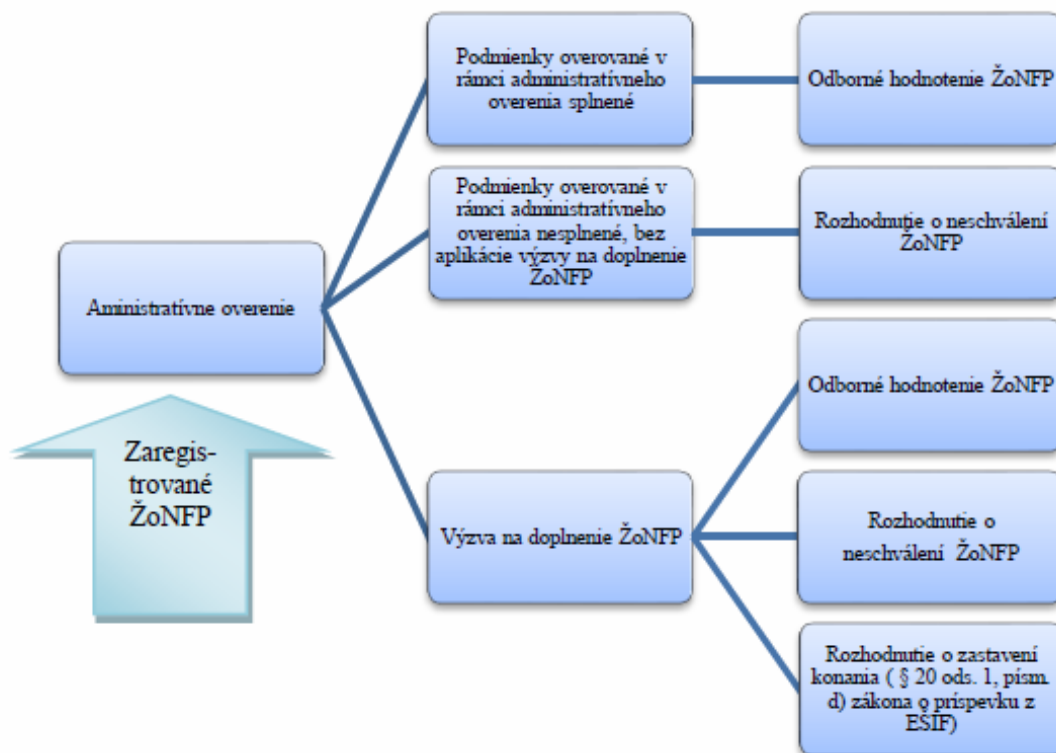 Podmienky overované v
rámci administratívneho
overenia splnené
Odborné hodnotenie ŽoNFP
Podmienky overované v
rámci administratívneho
overenia nesplnené, bez
aplikácie výzvy na doplnenie
ŽoNFP
Rozhodnutie o neschválení
ŽoNFP
Aministratívne overenie
Zaregis-
trované
ŽoNFP
Výzva na doplnenie ŽoNFP
Odborné hodnotenie ŽoNFP
Rozhodnutie o
neschválení ŽoNFP
Rozhodnutie o zastavení
konania ( § 20 ods. 1, písm.
d) zákona o príspevku z
EŠIF)